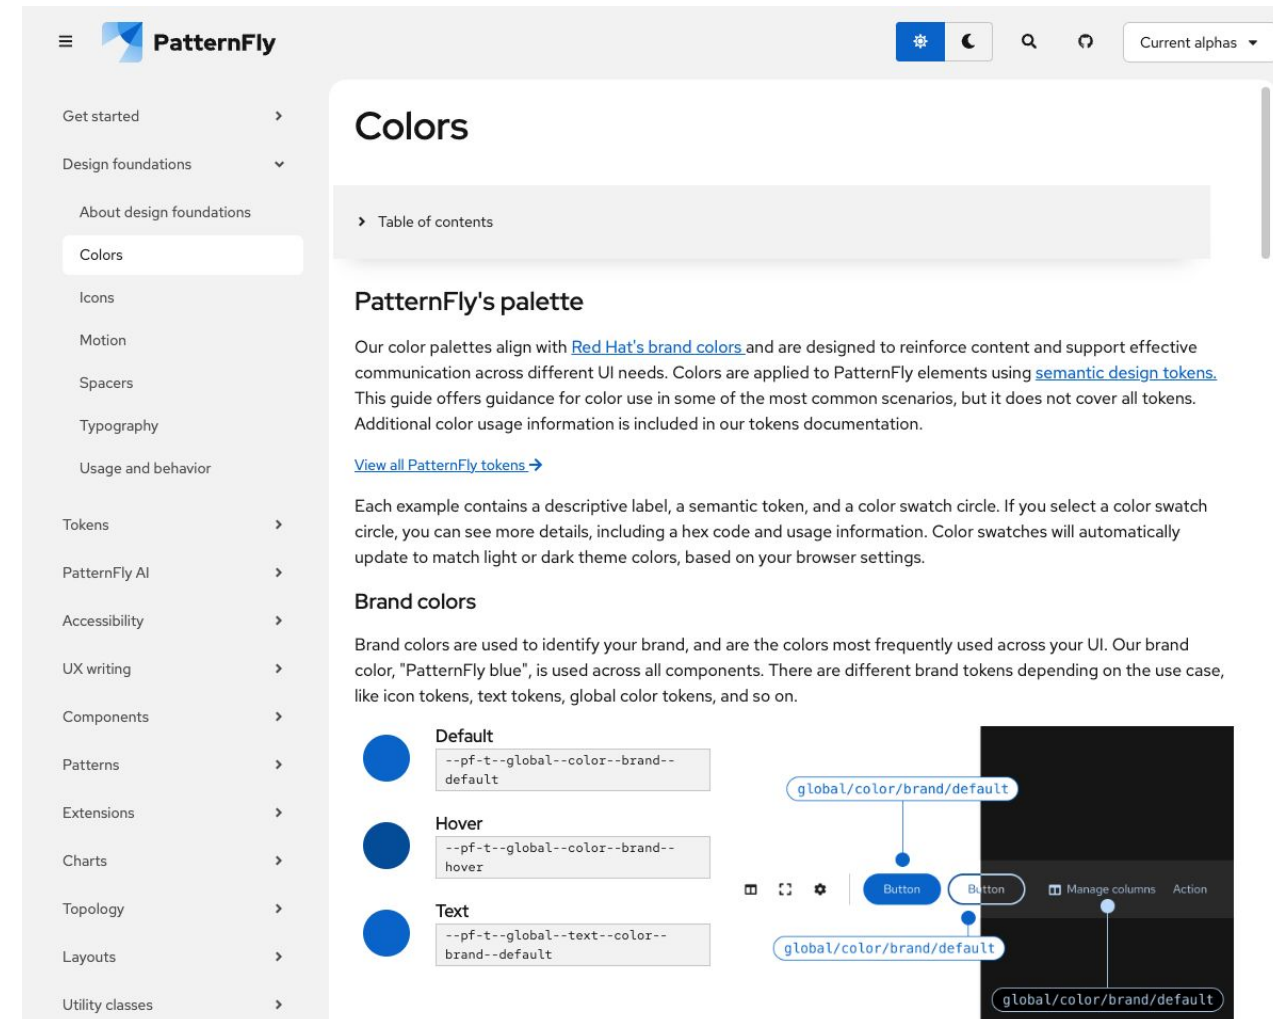 PatternFly
Current alphas
Get started
Design foundations
About design foundations
Colors
Icons
Motion
Spacers
Typography
Usage and behavior
Tokens
PatternFly AI
Accessibility
UX writing
Components
Patterns
Extensions
Charts
Topology
Layouts
Utility classes
Colors
Table of contents
PatternFly's palette
Our color palettes align with Red Hat's brand colors and are designed to reinforce content and support effective
communication across different UI needs. Colors are applied to PatternFly elements using semantic design tokens.
This guide offers guidance for color use in some of the most common scenarios, but it does not cover all tokens.
Additional color usage information is included in our tokens documentation.
View all PatternFly tokens
Each example contains a descriptive label, a semantic token, and a color swatch circle. If you select a color swatch
circle, you can see more details, including a hex code and usage information. Color swatches will automatically
update to match light or dark theme colors, based on your browser settings.
Brand colors
Brand colors are used to identify your brand, and are the colors most frequently used across your UI. Our brand
color, "PatternFly blue", is used across all components. There are different brand tokens depending on the use case,
like icon tokens, text tokens, global color tokens, and so on.
Default
--pf-t--global--color--brand--
default
Hover
--pf-t--global--color--brand--
hover
Text
--pf-t--global--text--color--
brand--default
global/color/brand/default
Button
Button
Manage columns
Action
global/color/brand/default
global/color/brand/default